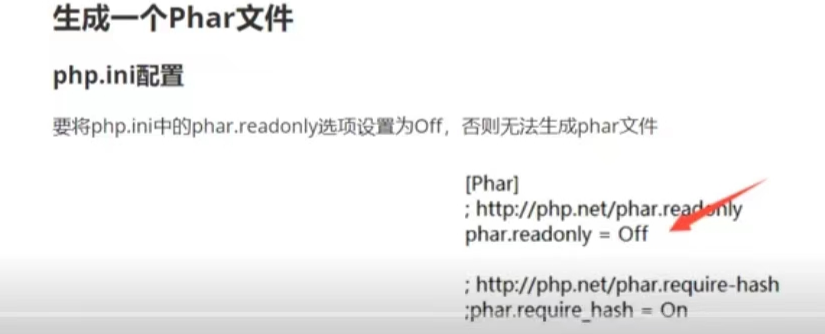 生成一个Phar文件
php.ini配置
要将php.ini中的phar.readonly选项设置为Off，否则无法生成phar文件
[Phar]
; http://php.net/phar.readonly
phar.readonly = Off
; http://php.net/phar.require-hash
;phar.require_hash = On